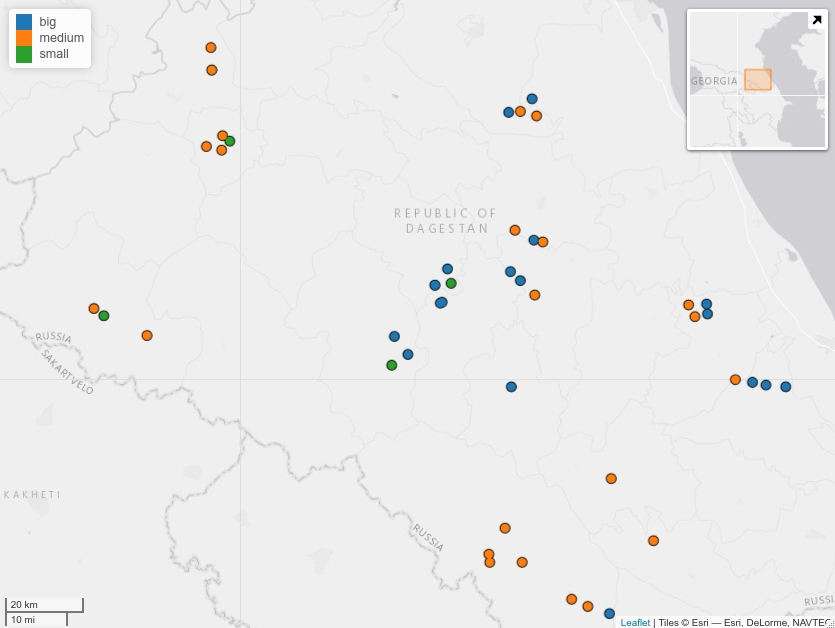 big
medium
small
GEORGIA
REPUBLIC OF
DAGESTAN
RUSSIA
SAKARTVELO
KAKHETI
RUSSIA
RUSSI
20 km
10 mi
Leaflet | Tiles © Esri — Esri, DeLorme, NAVTEQ